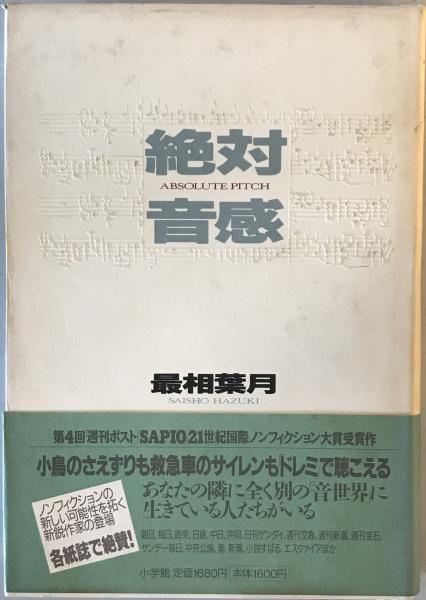 絶対
ABSOLUTE PITCH
音感
最相葉月
SAISHO HAZUKI
第4回「週刊ポスト」「SAPIO」21世紀国際ノンフィクション大賞受賞作
小鳥のさえずりも救急車のサイレンもドレミで聴こえる
あなたの隣に全く別の「音世界」に
生きている人たちがいる
ノンフィクションの
新しい可能性を拓く
新鋭作家の登場
各紙誌で絶賛!
朝日、毎日、読売、日経、中日、共同、日刊ゲンダイ、週刊文春、週刊新潮、週刊宝石、
サンデー毎日、中央公論、潮、新潮、小説すばる、エスクァイアほか
小学館 定価1680円 本体1600円